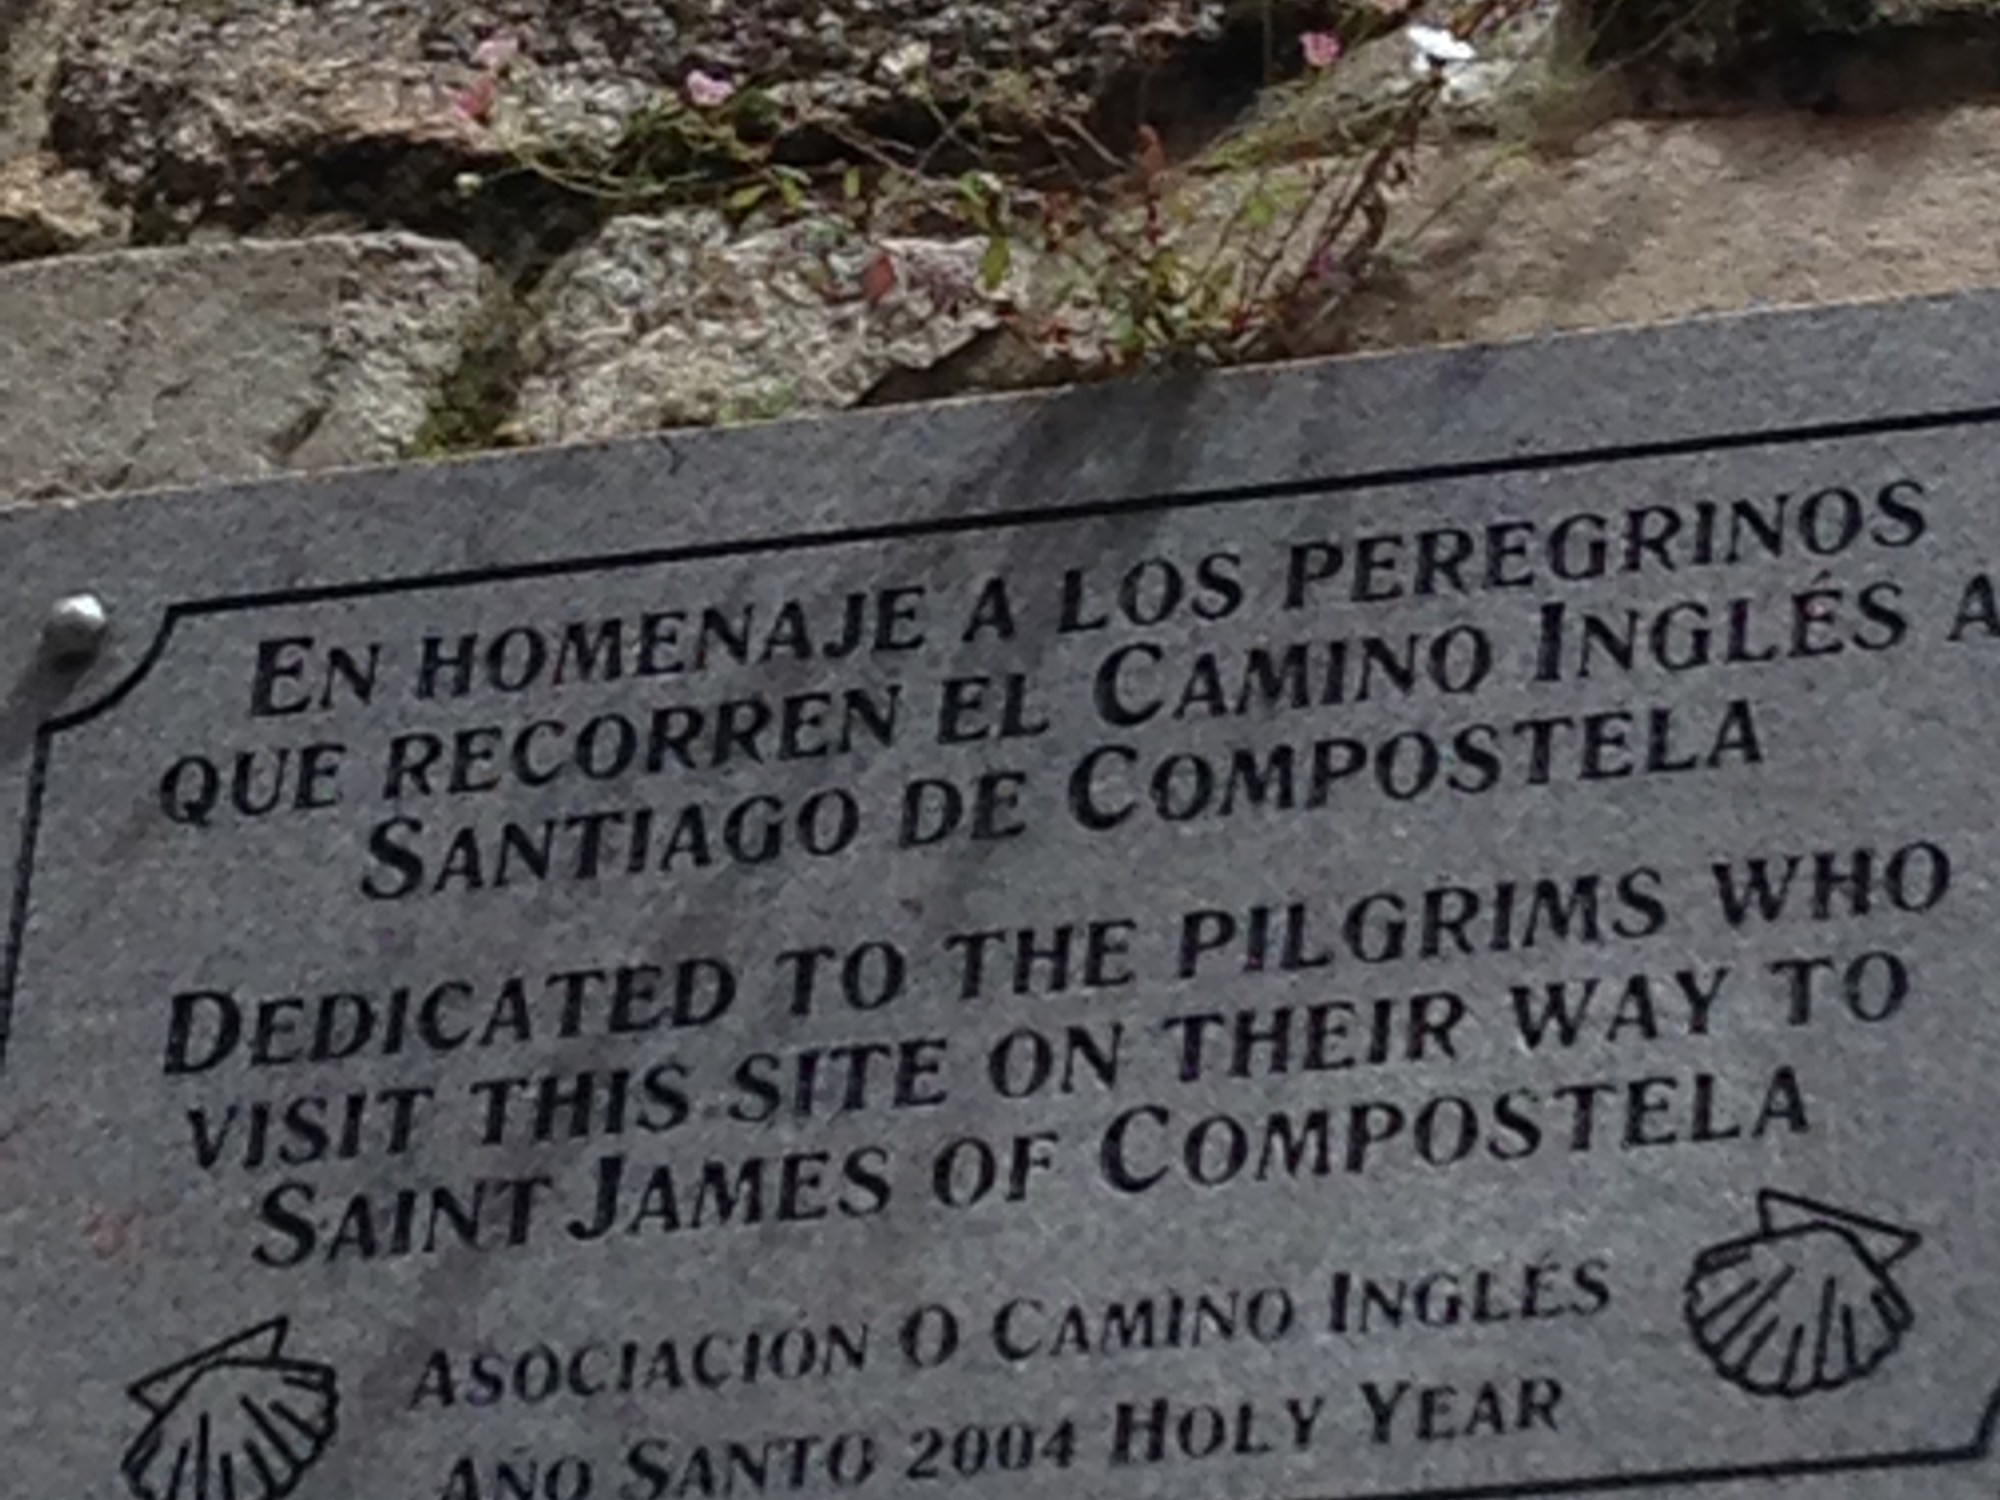 EN HOMENAJE A LOS PEREGRINOS
QUE RECORREN EL CAMINO INGLÉS A
SANTIAGO DE COMPOSTELA
DEDICATED TO THE PILGRIMS WHO
VISIT THIS SITE ON THEIR WAY TO
SAINT JAMES OF COMPOSTELA
ASOCIACIÓN O CAMINO INGLÉS
AÑO SANTO 2004 HOLY YEAR